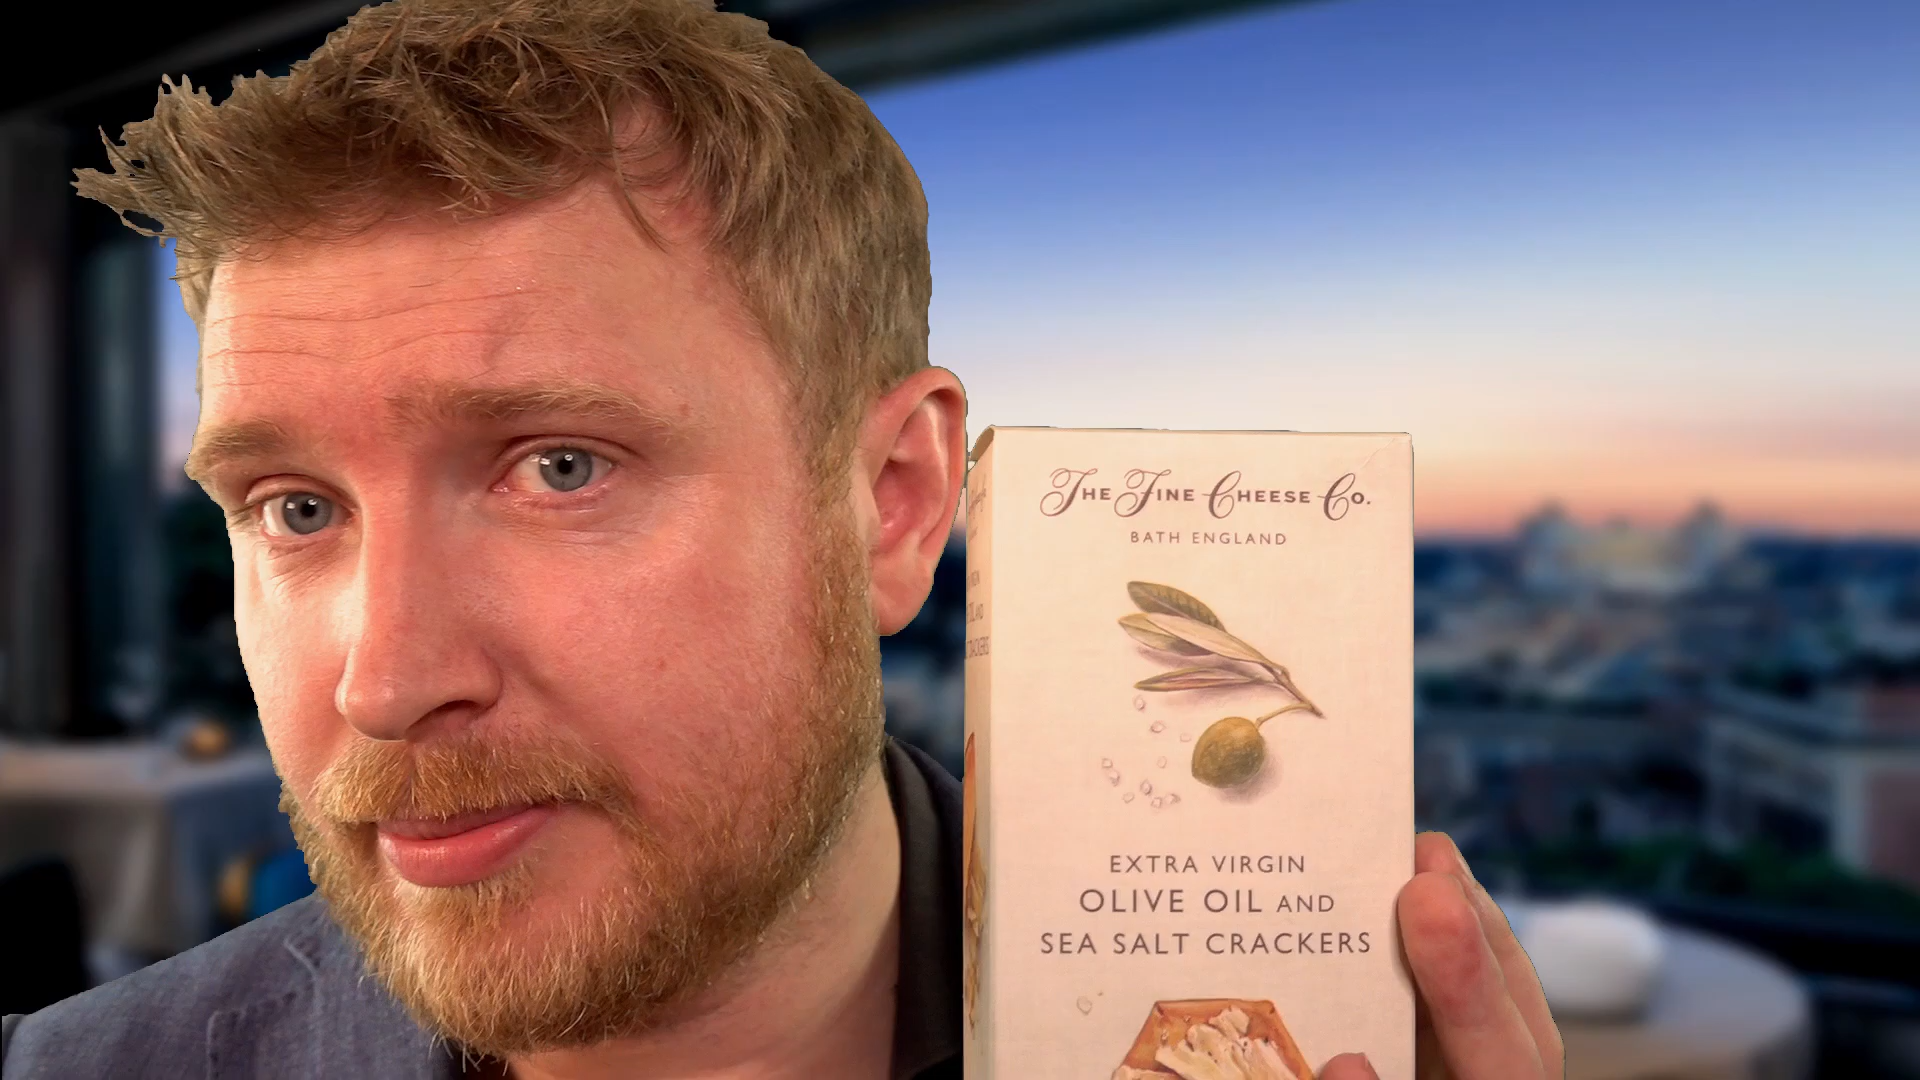 The Fine Cheese Co.
BATH ENGLAND
EXTRA VIRGIN
OLIVE OIL AND
SEA SALT CRACKERS